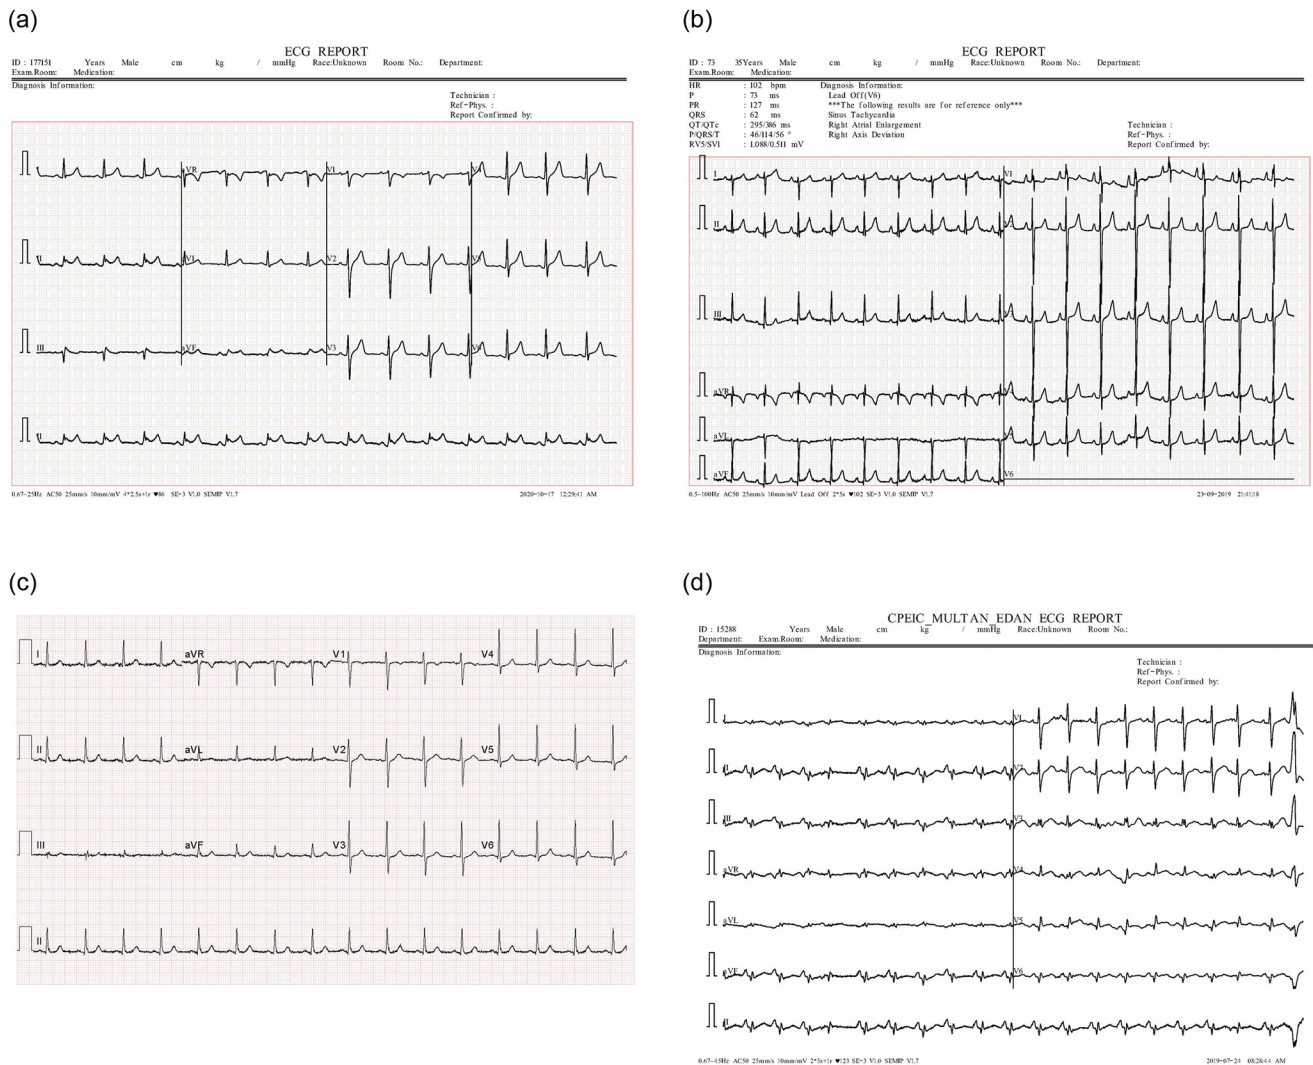 (a)
ECG REPORT
ID : 177151 Years Male cm kg / mmHg Race:Unknown Room No.: Department:
Exam.Room: Medication:
Diagnosis Information:
Technician :
Ref-Phys. :
Report Confirmed by:
VR V1
V2
III aVF V3
0.67~25Hz AC50 25mm/s 10mm/mV 4*2.5s+1r ♥86 SE-3 V1.0 SEMIP V1.7
2020-10-17 12:29:41 AM
(b)
ECG REPORT
ID : 73 35Years Male cm kg / mmHg Race:Unknown Room No.: Department:
Exam.Room: Medication:
HR : 102 bpm Diagnosis Information:
P : 73 ms Lead Off(V6)
PR : 127 ms ***The following results are for reference only***
QRS : 62 ms Sinus Tachycardia
QT/QTc : 295/386 ms Right Atrial Enlargement
P/QRS/T : 46/114/56 ° Right Axis Deviation
RV5/SV1 : 1.088/0.511 mV
Technician :
Ref-Phys. :
Report Confirmed by:
I V1
II
III
aVR
aVL
aVF V6
0.5~100Hz AC50 25mm/s 10mm/mV Lead Off 2*5s ♥102 SE-3 V1.0 SEMIP V1.7
23-09-2019 21:41:18
(c)
I aVR V1 V4
II aVL V2 V5
III aVF V3 V6
II
(d)
CPEIC_MULTAN_EDAN ECG REPORT
ID : 15288 Years Male cm kg / mmHg Race:Unknown Room No.:
Department: Exam.Room: Medication:
Diagnosis Information:
Technician :
Ref-Phys. :
Report Confirmed by:
I V1
II V2
III V3
aVR V4
aVL V5
aVF V6
II
0.67~45Hz AC50 25mm/s 10mm/mV 2*5s+1r ♥123 SE-3 V1.0 SEMIP V1.7
2019-07-24 08:28:44 AM